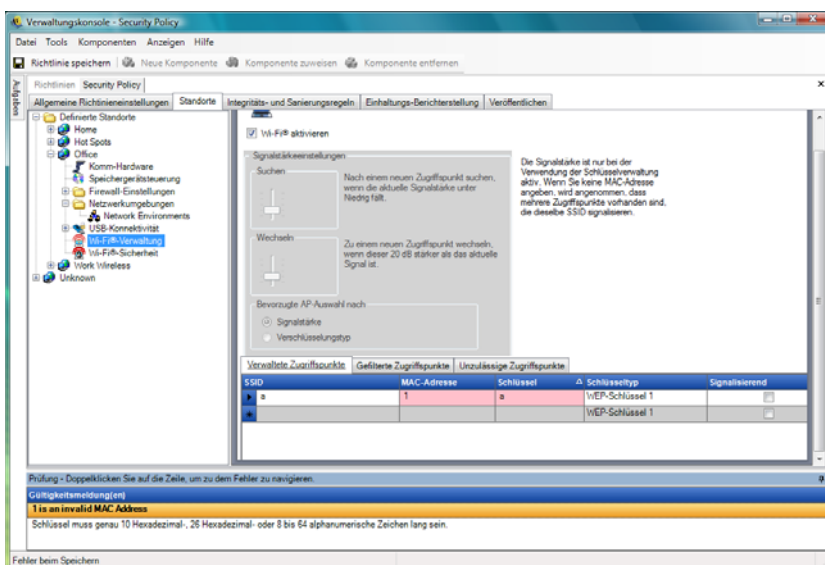 Verwaltungskonsole - Security Policy
Datei Tools Komponenten Anzeigen Hilfe
Richtlinie speichern Neue Komponente Komponente zuweisen Komponente entfernen
Aufgaben
Richtlinien Security Policy
Allgemeine Richtlinieneinstellungen Standorte Integritäts- und Sanierungsregeln Einhaltungs-Berichterstellung Veröffentlichen
Definierte Standorte
Home
Hot Spots
Office
Komm-Hardware
Speichergerätsteuerung
Firewall-Einstellungen
Netzwerkumgebungen
Network Environments
USB-Konnektivität
Wi-Fi®-Verwaltung
Wi-Fi®-Sicherheit
Work Wireless
Unknown
Wi-Fi® aktivieren
Signalstärkeeinstellungen
Suchen
Nach einem neuen Zugriffspunkt suchen,
wenn die aktuelle Signalstärke unter
Niedrig fällt.
Wechseln
Zu einem neuen Zugriffspunkt wechseln,
wenn dieser 20 dB stärker als das aktuelle
Signal ist.
Bevorzugte AP-Auswahl nach
Signalstärke
Verschlüsselungstyp
Die Signalstärke ist nur bei der
Verwendung der Schlüsselverwaltung
aktiv. Wenn Sie keine MAC-Adresse
angeben, wird angenommen, dass
mehrere Zugriffspunkte vorhanden sind,
die dieselbe SSID signalisieren.
Verwaltete Zugriffspunkte Gefilterte Zugriffspunkte Unzulässige Zugriffspunkte
SSID MAC-Adresse Schlüssel Schlüsseltyp Signalisierend
a 1 a WEP-Schlüssel 1
WEP-Schlüssel 1
Prüfung - Doppelklicken Sie auf die Zeile, um zu dem Fehler zu navigieren.
Gültigkeitsmeldung(en)
1 is an invalid MAC Address
Schlüssel muss genau 10 Hexadezimal-, 26 Hexadezimal- oder 8 bis 64 alphanumerische Zeichen lang sein.
Fehler beim Speichern